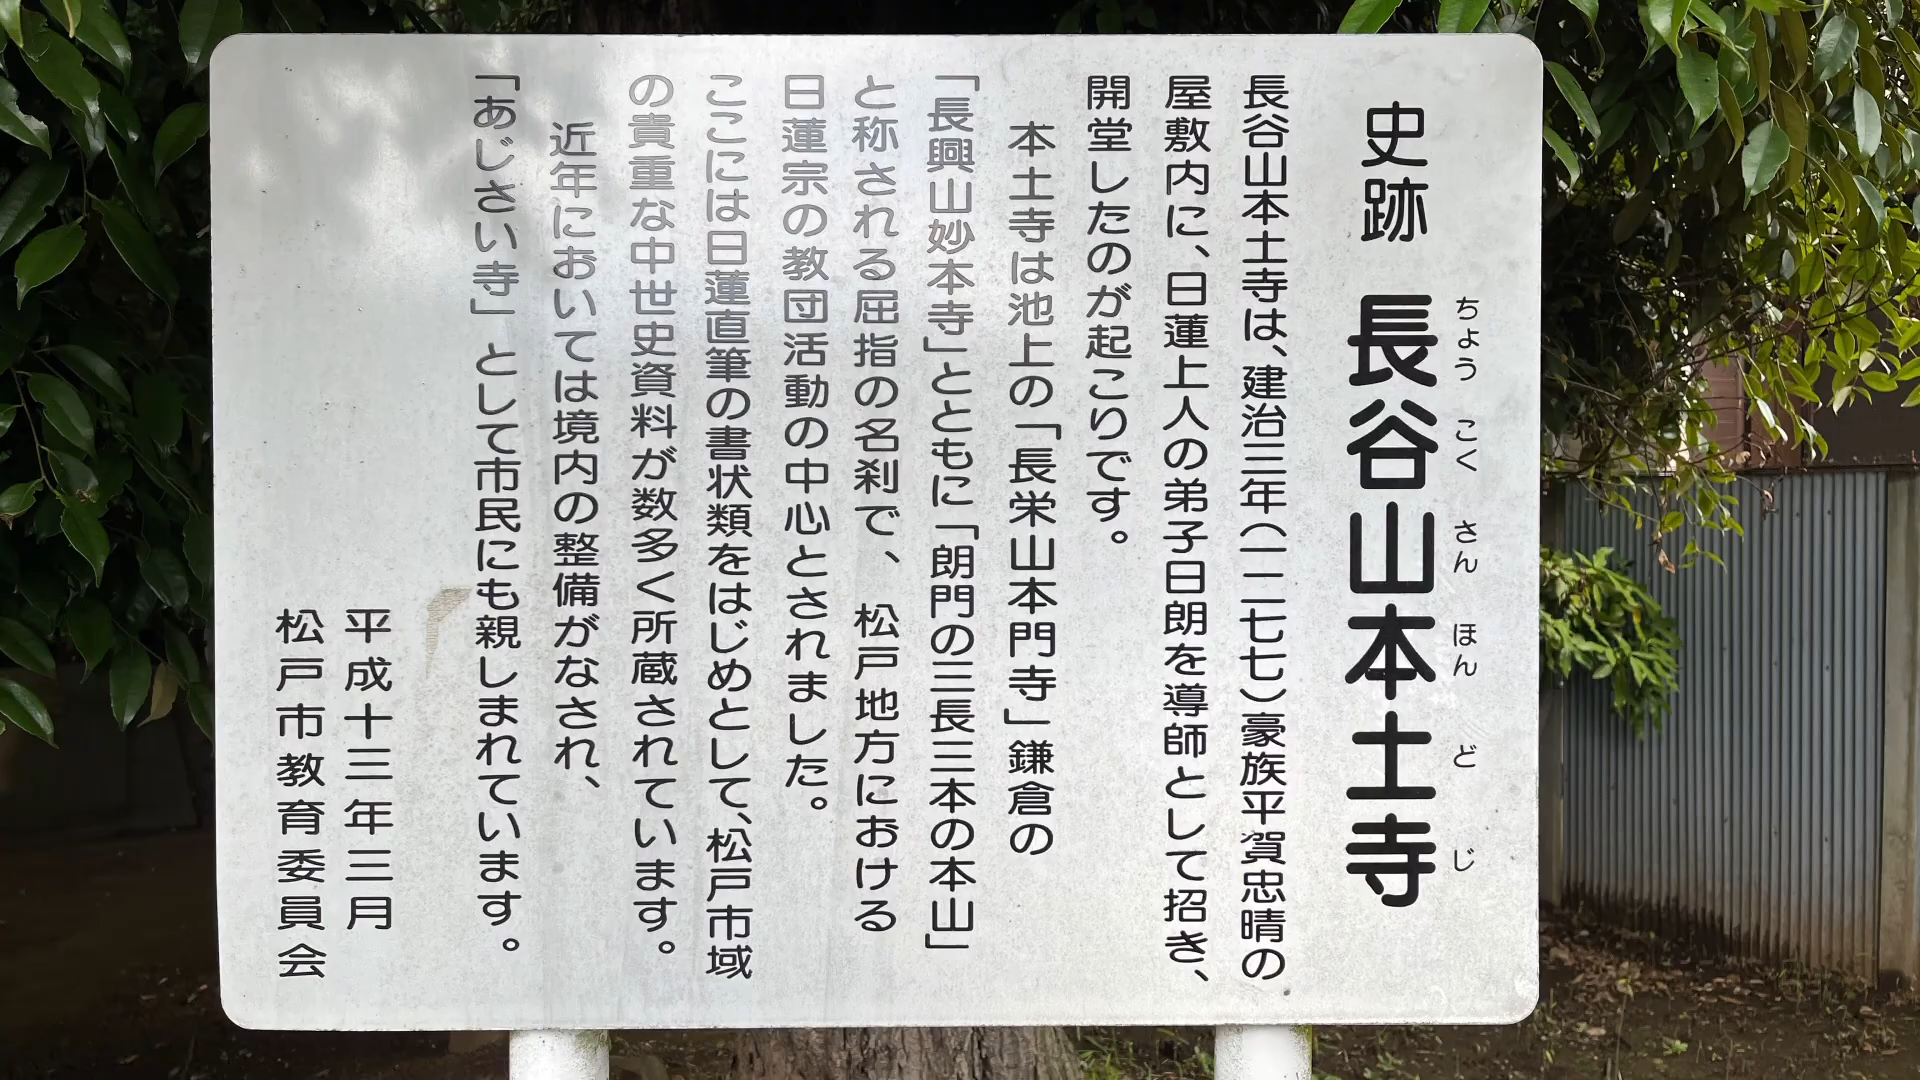 史跡 長谷山本土寺
ちょう こく さん ほん ど じ
長谷山本土寺は、建治三年(一二七七)豪族平賀忠晴の
屋敷内に、日蓮上人の弟子日朗を導師として招き、
開堂したのが起こりです。
本土寺は池上の「長栄山本門寺」鎌倉の
「長興山妙本寺」とともに「朗門の三長三本の本山」
と称される屈指の名刹で、松戸地方における
日蓮宗の教団活動の中心とされました。
ここには日蓮直筆の書状類をはじめとして、松戸市域
の貴重な中世史資料が数多く所蔵されています。
近年においては境内の整備がなされ、
「あじさい寺」として市民にも親しまれています。
平成十三年三月
松戸市教育委員会